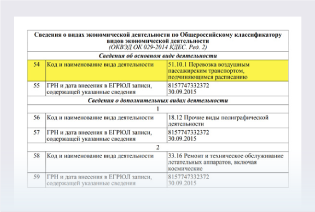 Сведения о видах экономической деятельности по Общероссийскому классификатору
видов экономической деятельности
(ОКВЭД ОК 029-2014 КДЕС. Ред. 2)
Сведения об основном виде деятельности
54 Код и наименование вида деятельности 51.10.1 Перевозка воздушным
пассажирским транспортом,
подчиняющимся расписанию
55 ГРН и дата внесения в ЕГРЮЛ записи, 8157747332372
содержащей указанные сведения 30.09.2015
Сведения о дополнительных видах деятельности
1
56 Код и наименование вида деятельности 18.12 Прочие виды полиграфической
деятельности
57 ГРН и дата внесения в ЕГРЮЛ записи, 8157747332372
содержащей указанные сведения 30.09.2015
2
58 Код и наименование вида деятельности 33.16 Ремонт и техническое обслуживание
летательных аппаратов, включая
космические
59 ГРН и дата внесения в ЕГРЮЛ записи, 8157747332372
содержащей указанные сведения 30.09.2015